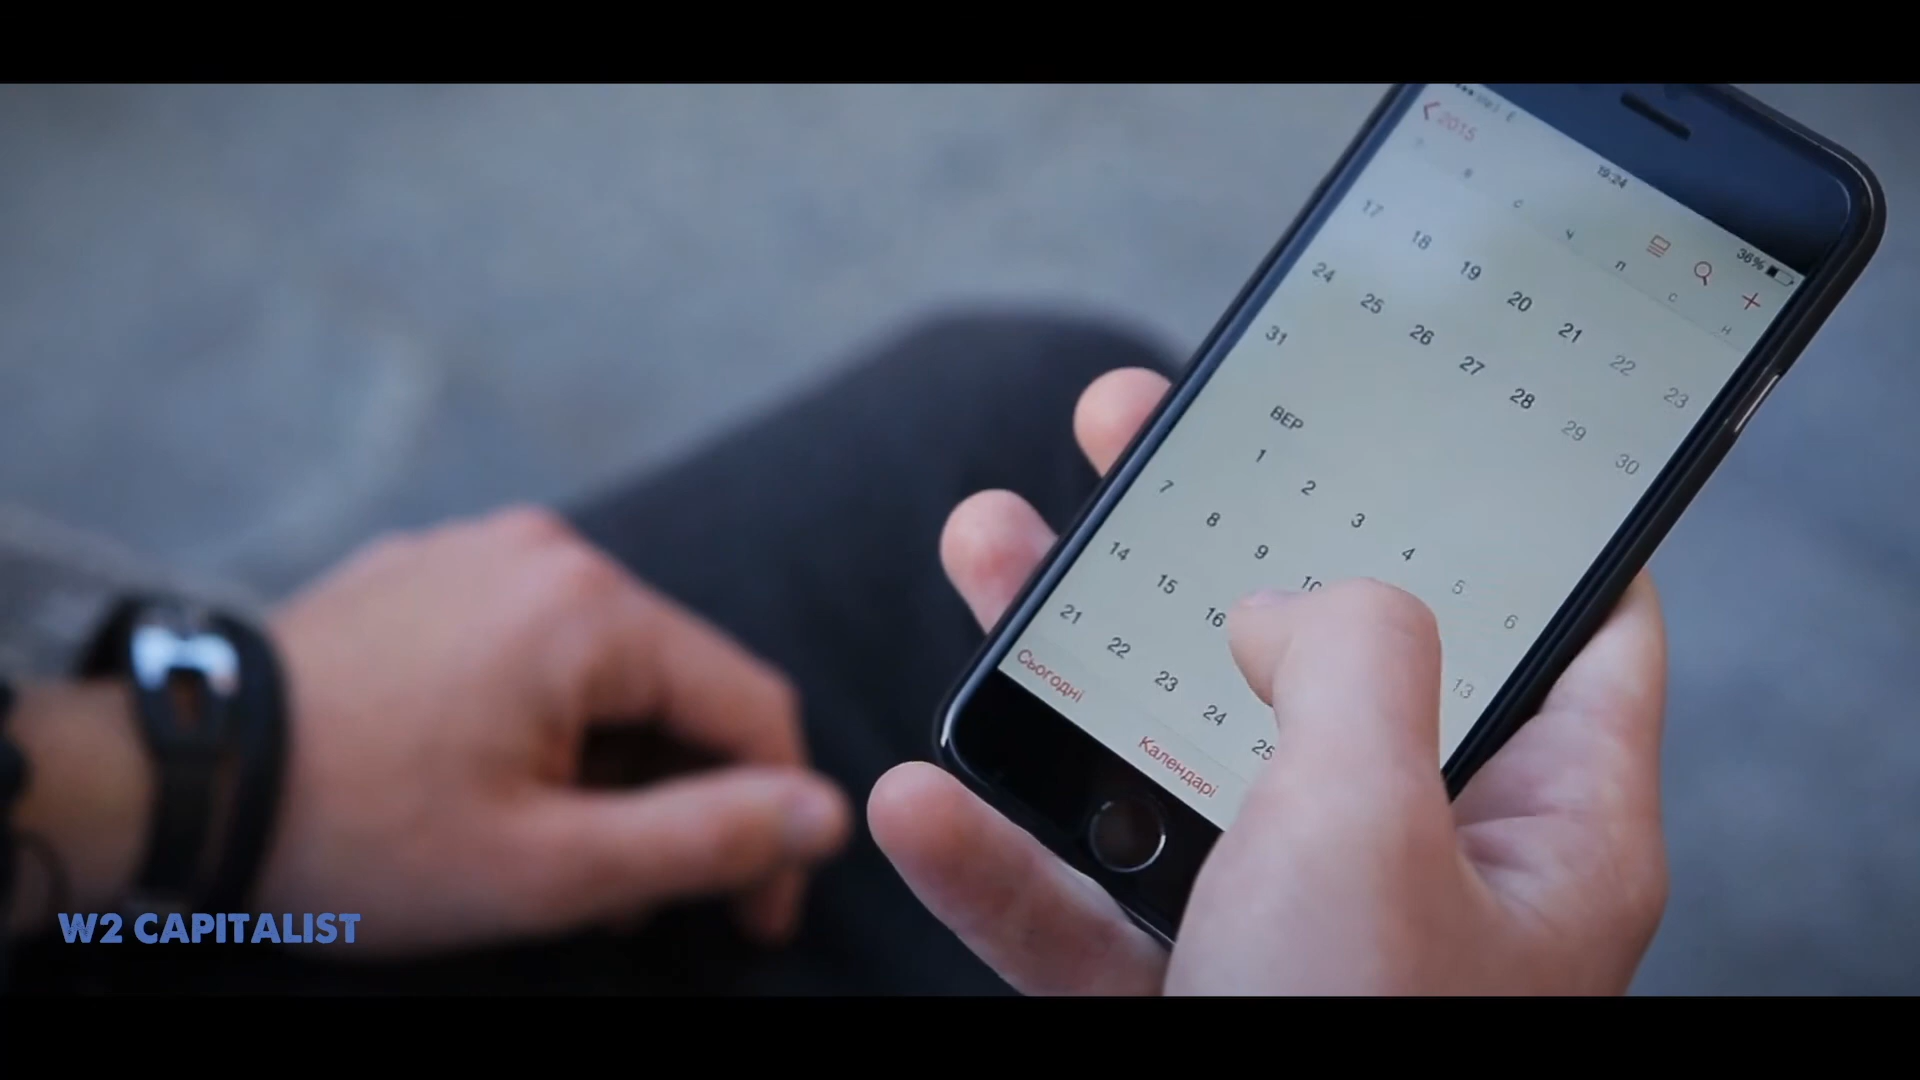 2015
19:24
36%
в с ч п с н
17 18 19 20 21 22 23
24 25 26 27 28 29 30
31
ВЕР
1 2 3 4 5 6
7 8 9 10 13
14 15 16
21 22 23 24 25
Сьогодні Календарі
W2 CAPITALIST